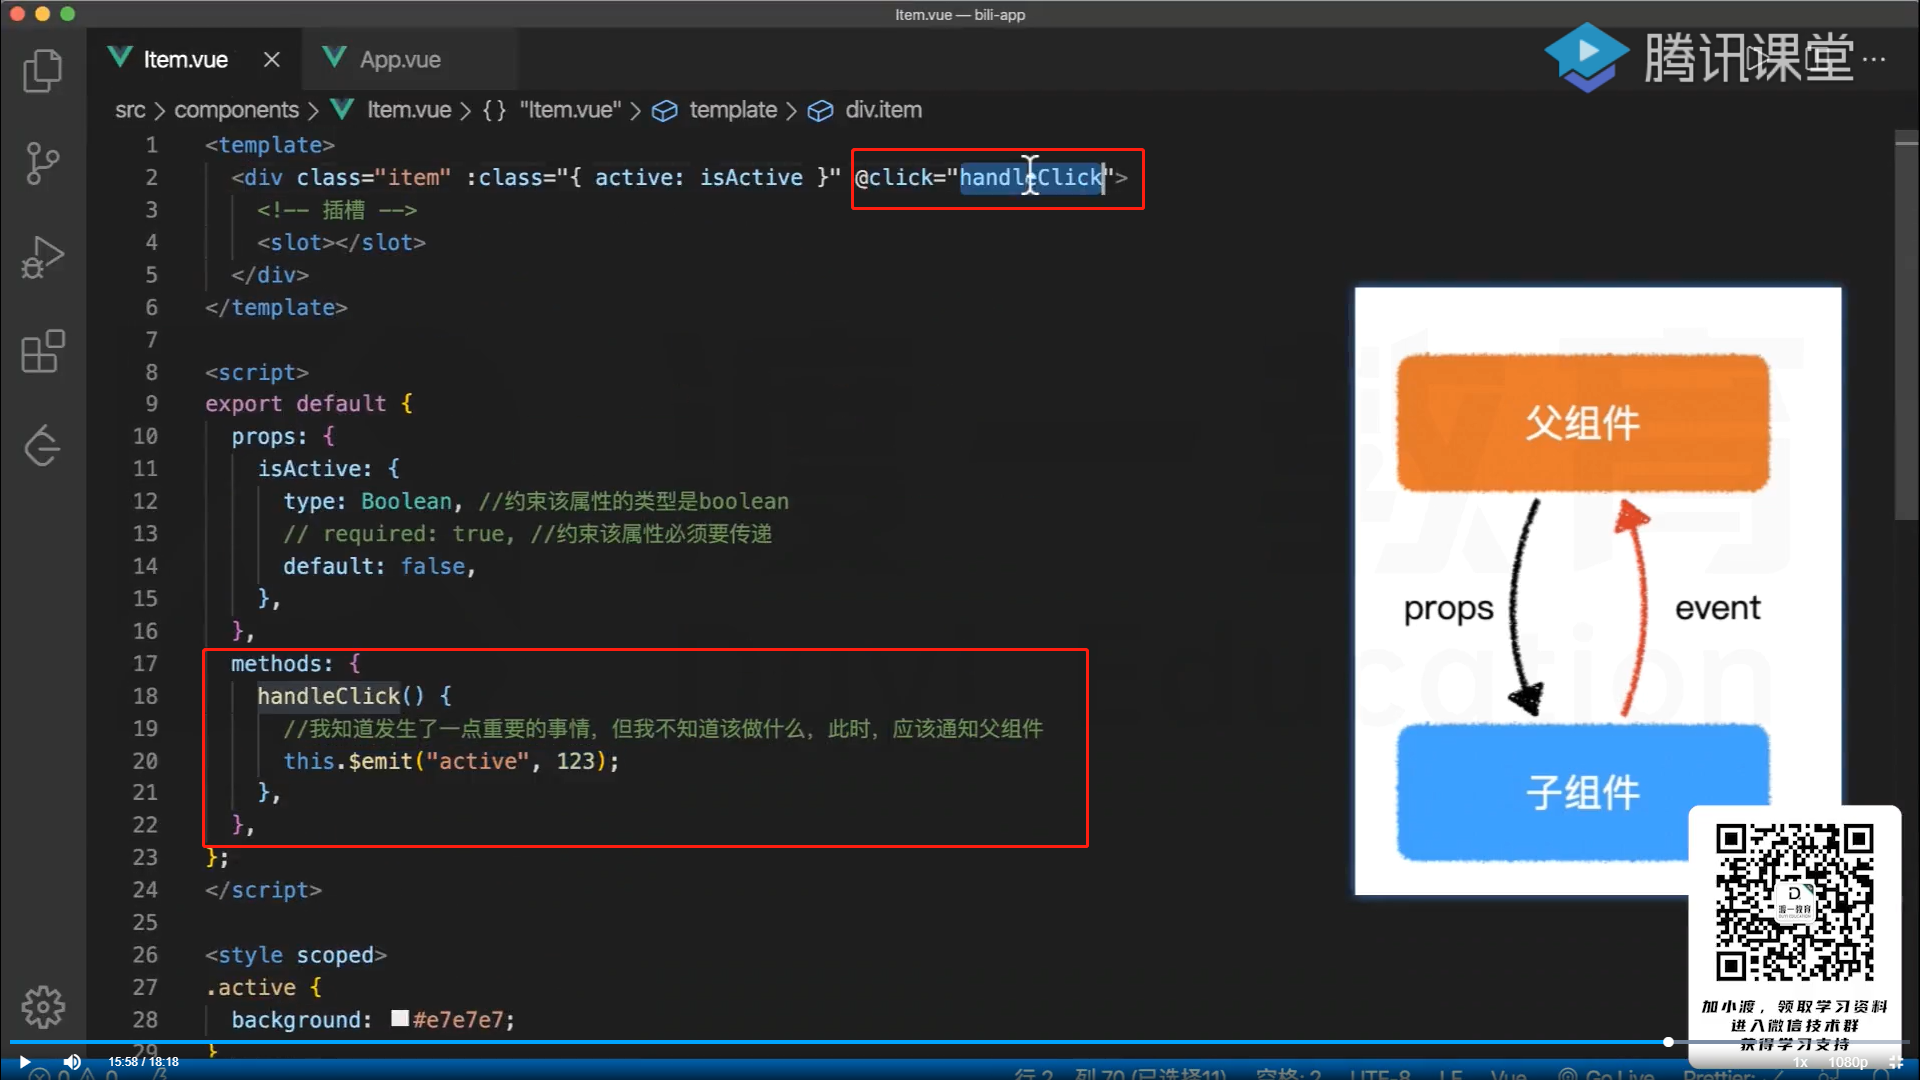 Item.vue — bili-app
Item.vue
App.vue
腾讯课堂
src > components > Item.vue > {} "Item.vue" > template > div.item
1 <template>
2 <div class="item" :class="{ active: isActive }" @click="handleClick">
3 <!-- 插槽 -->
4 <slot></slot>
5 </div>
6 </template>
7
8 <script>
9 export default {
10 props: {
11 isActive: {
12 type: Boolean, //约束该属性的类型是boolean
13 // required: true, //约束该属性必须要传递
14 default: false,
15 },
16 },
17 methods: {
18 handleClick() {
19 //我知道发生了一点重要的事情，但我不知道该做什么，此时，应该通知父组件
20 this.$emit("active", 123);
21 },
22 },
23 };
24 </script>
25
26 <style scoped>
27 .active {
28 background: #e7e7e7;
29 }
父组件
props
event
子组件
渡一教育
加小渡，领取学习资料
进入微信技术群
获得学习支持
15:58 / 18:18
1x
1080p
行 2，列 70 (已选择11)
空格: 2
UTF-8
LF
Vue
Go Live
Prettier: ✓